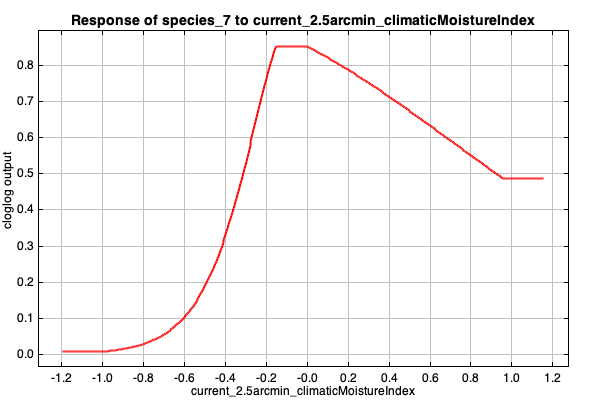 Response of species_7 to current_2.5arcmin_climaticMoistureIndex
cloglog output
0.8
0.7
0.6
0.5
0.4
0.3
0.2
0.1
0.0
-1.2 -1.0 -0.8 -0.6 -0.4 -0.2 -0.0 0.2 0.4 0.6 0.8 1.0 1.2
current_2.5arcmin_climaticMoistureIndex